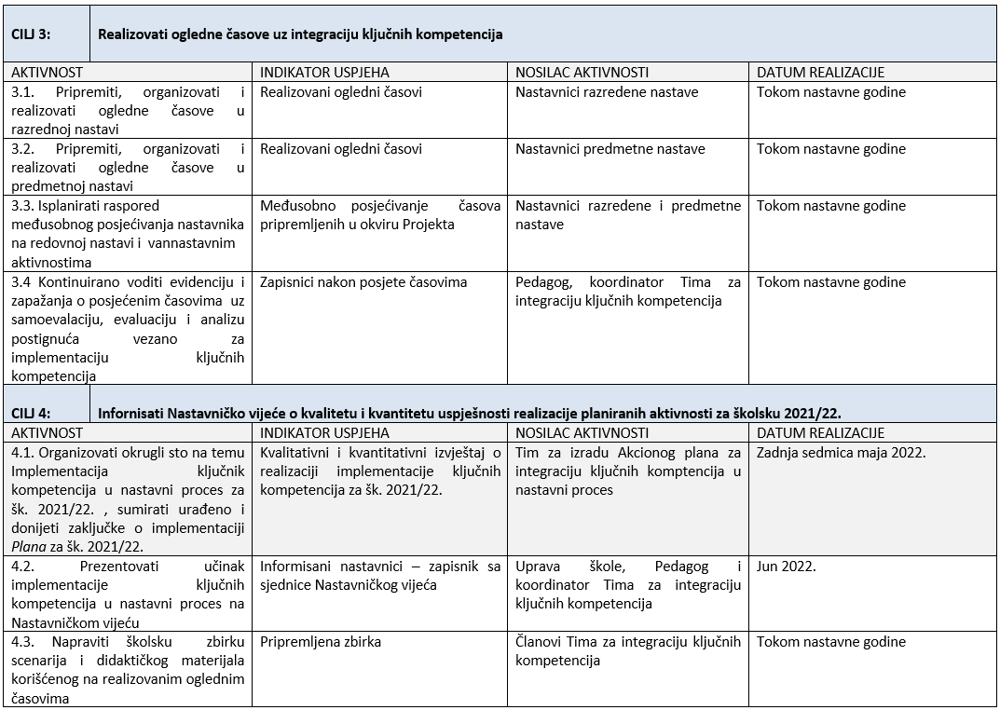 CILJ 3: Realizovati ogledne časove uz integraciju ključnih kompetencija
AKTIVNOST INDIKATOR USPJEHA NOSILAC AKTIVNOSTI DATUM REALIZACIJE
3.1. Pripremiti, organizovati i
realizovati ogledne časove u
razrednoj nastavi
Realizovani ogledni časovi
Nastavnici razredene nastave
Tokom nastavne godine
3.2. Pripremiti, organizovati i
realizovati ogledne časove u
predmetnoj nastavi
Realizovani ogledni časovi
Nastavnici predmetne nastave
Tokom nastavne godine
3.3. Isplanirati raspored
međusobnog posjećivanja nastavnika
na redovnoj nastavi i vannastavnim
aktivnostima
Međusobno posjećivanje časova
pripremljenih u okviru Projekta
Nastavnici razredene i predmetne
nastave
Tokom nastavne godine
3.4 Kontinuirano voditi evidenciju i
zapažanja o posjećenim časovima uz
samoevalaciju, evaluaciju i analizu
postignuća vezano za
implementaciju ključnih
kompetencija
Zapisnici nakon posjete časovima
Pedagog, koordinator Tima za
integraciju ključnih kompetencija
Tokom nastavne godine
CILJ 4: Infornisati Nastavničko vijeće o kvalitetu i kvantitetu uspješnosti realizacije planiranih aktivnosti za školsku 2021/22.
AKTIVNOST INDIKATOR USPJEHA NOSILAC AKTIVNOSTI DATUM REALIZACIJE
4.1. Organizovati okrugli sto na temu
Implementacija ključnik
kompetencija u nastavni proces za
šk. 2021/22. , sumirati urađeno i
donijeti zaključke o implementaciji
Plana za šk. 2021/22.
Kvalitativni i kvantitativni izvještaj o
realizaciji implementacije ključnih
kompetencija za šk. 2021/22.
Tim za izradu Akcionog plana za
integraciju ključnih komptencija u
nastavni proces
Zadnja sedmica maja 2022.
4.2. Prezentovati učinak
implementacije ključnih
kompetencija u nastavni proces na
Nastavničkom vijeću
Informisani nastavnici – zapisnik sa
sjednice Nastavničkog vijeća
Uprava škole, Pedagog i
koordinator Tima za integraciju
ključnih kompetencija
Jun 2022.
4.3. Napraviti školsku zbirku
scenarija i didaktičkog materijala
korišćenog na realizovanim oglednim
časovima
Pripremljena zbirka
Članovi Tima za integraciju ključnih
kompetencija
Tokom nastavne godine